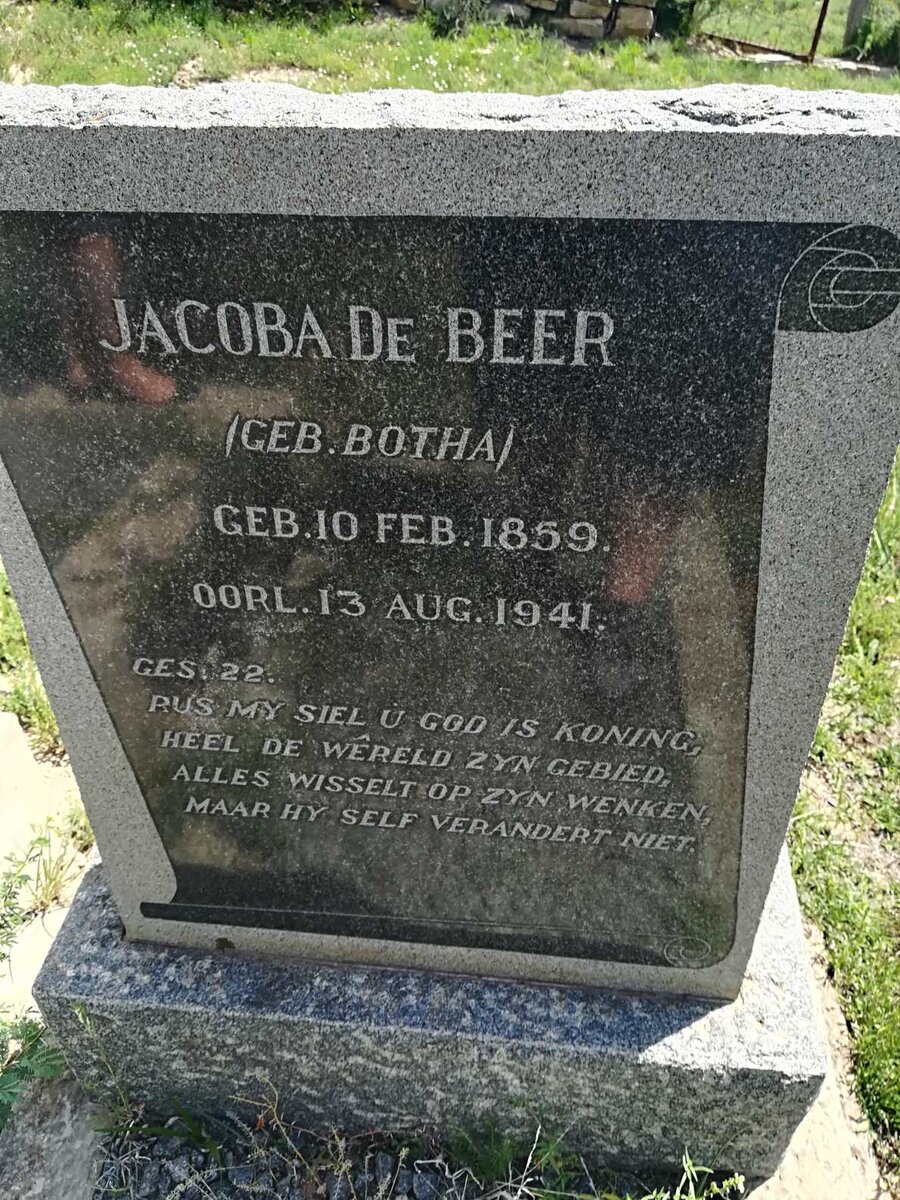 JACOBA DE BEER
/GEB. BOTHA/
GEB. 10 FEB. 1859.
OORL. 13 AUG. 1941.
GES. 22.
RUS MY SIEL U GOD IS KONING,
HEEL DE WÊRELD ZYN GEBIED,
ALLES WISSELT OP ZYN WENKEN,
MAAR HY SELF VERANDERT NIET.